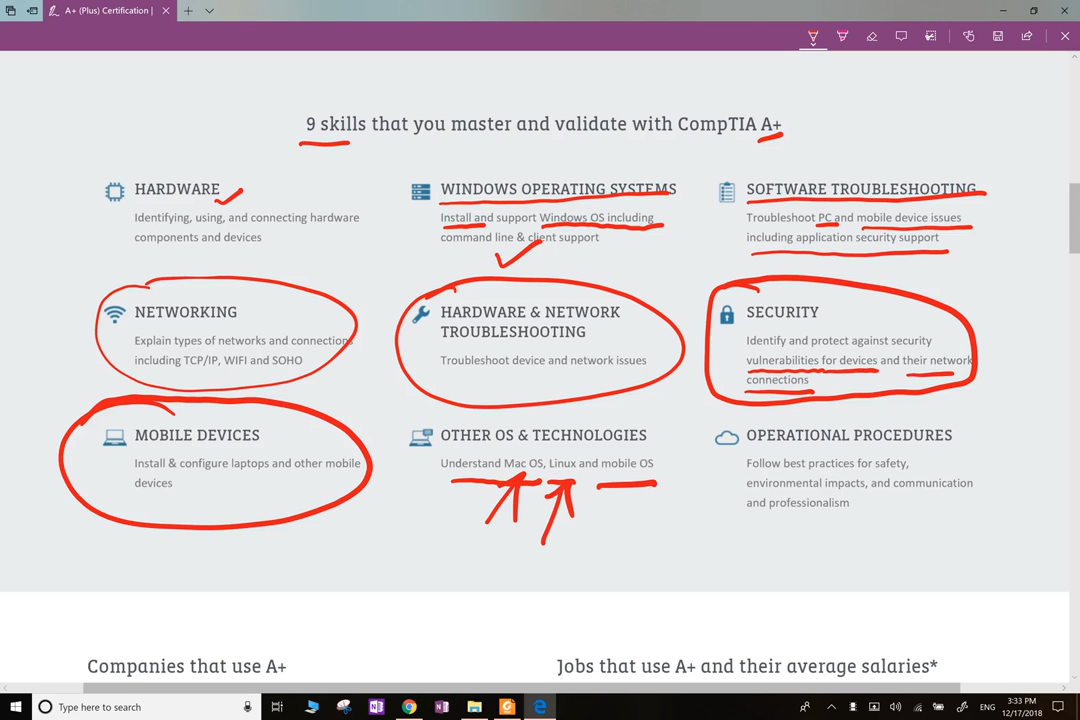 A+ (Plus) Certification |
9 skills that you master and validate with CompTIA A+
HARDWARE
Identifying, using, and connecting hardware
components and devices
WINDOWS OPERATING SYSTEMS
Install and support Windows OS including
command line & client support
SOFTWARE TROUBLESHOOTING
Troubleshoot PC and mobile device issues
including application security support
NETWORKING
Explain types of networks and connections
including TCP/IP, WIFI and SOHO
HARDWARE & NETWORK
TROUBLESHOOTING
Troubleshoot device and network issues
SECURITY
Identify and protect against security
vulnerabilities for devices and their network
connections
MOBILE DEVICES
Install & configure laptops and other mobile
devices
OTHER OS & TECHNOLOGIES
Understand Mac OS, Linux and mobile OS
OPERATIONAL PROCEDURES
Follow best practices for safety,
environmental impacts, and communication
and professionalism
Companies that use A+
Jobs that use A+ and their average salaries*
Type here to search
ENG
3:33 PM
12/17/2018